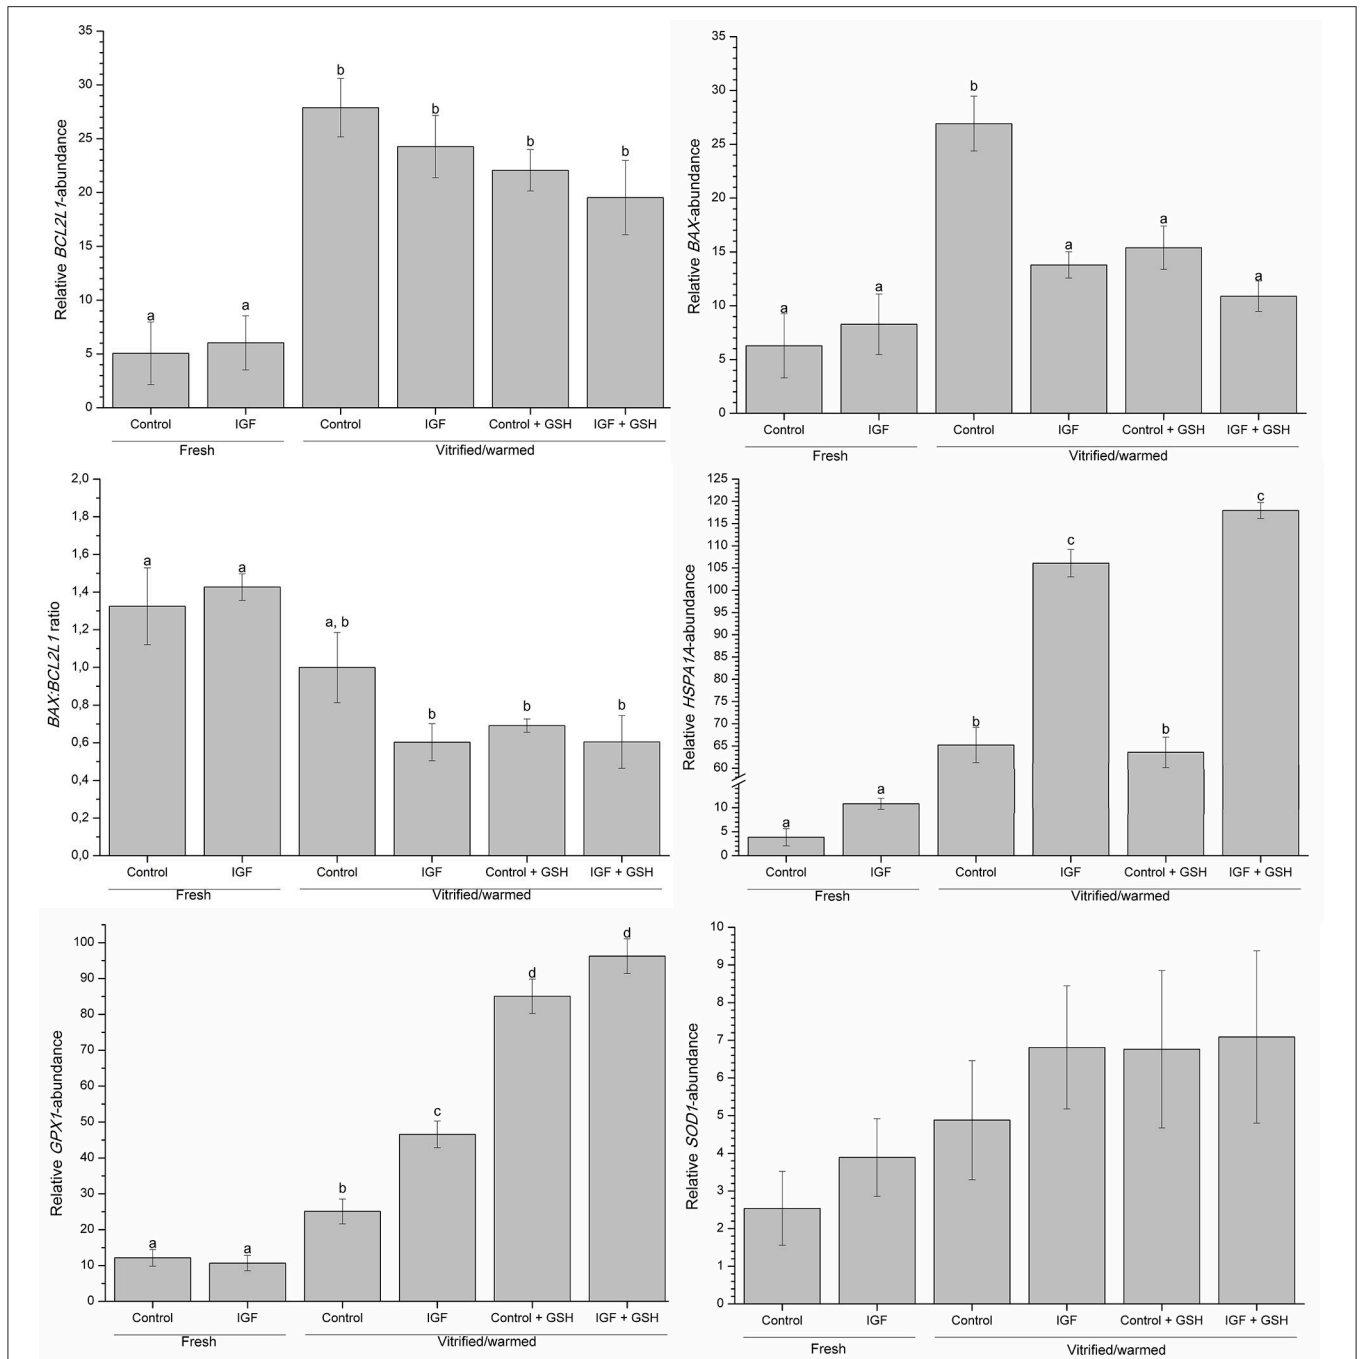 Relative BCL2L1-abundance
35
30
25
20
15
10
5
0
a
a
b
b
b
b
Control
IGF
Control
IGF
Control + GSH
IGF + GSH
Fresh
Vitrified/warmed
Relative BAX-abundance
35
30
25
20
15
10
5
0
a
a
b
a
a
a
Control
IGF
Control
IGF
Control + GSH
IGF + GSH
Fresh
Vitrified/warmed
BAX:BCL2L1 ratio
2,0
1,8
1,6
1,4
1,2
1,0
0,8
0,6
0,4
0,2
0,0
a
a
a, b
b
b
b
Control
IGF
Control
IGF
Control + GSH
IGF + GSH
Fresh
Vitrified/warmed
Relative HSPA1A-abundance
125
120
115
110
105
100
95
90
85
80
75
70
65
60
10
5
0
a
a
b
c
b
c
Control
IGF
Control
IGF
Control + GSH
IGF + GSH
Fresh
Vitrified/warmed
Relative GPX1-abundance
100
90
80
70
60
50
40
30
20
10
0
a
a
b
c
d
d
Control
IGF
Control
IGF
Control + GSH
IGF + GSH
Fresh
Vitrified/warmed
Relative SOD1-abundance
10
9
8
7
6
5
4
3
2
1
0
Control
IGF
Control
IGF
Control + GSH
IGF + GSH
Fresh
Vitrified/warmed